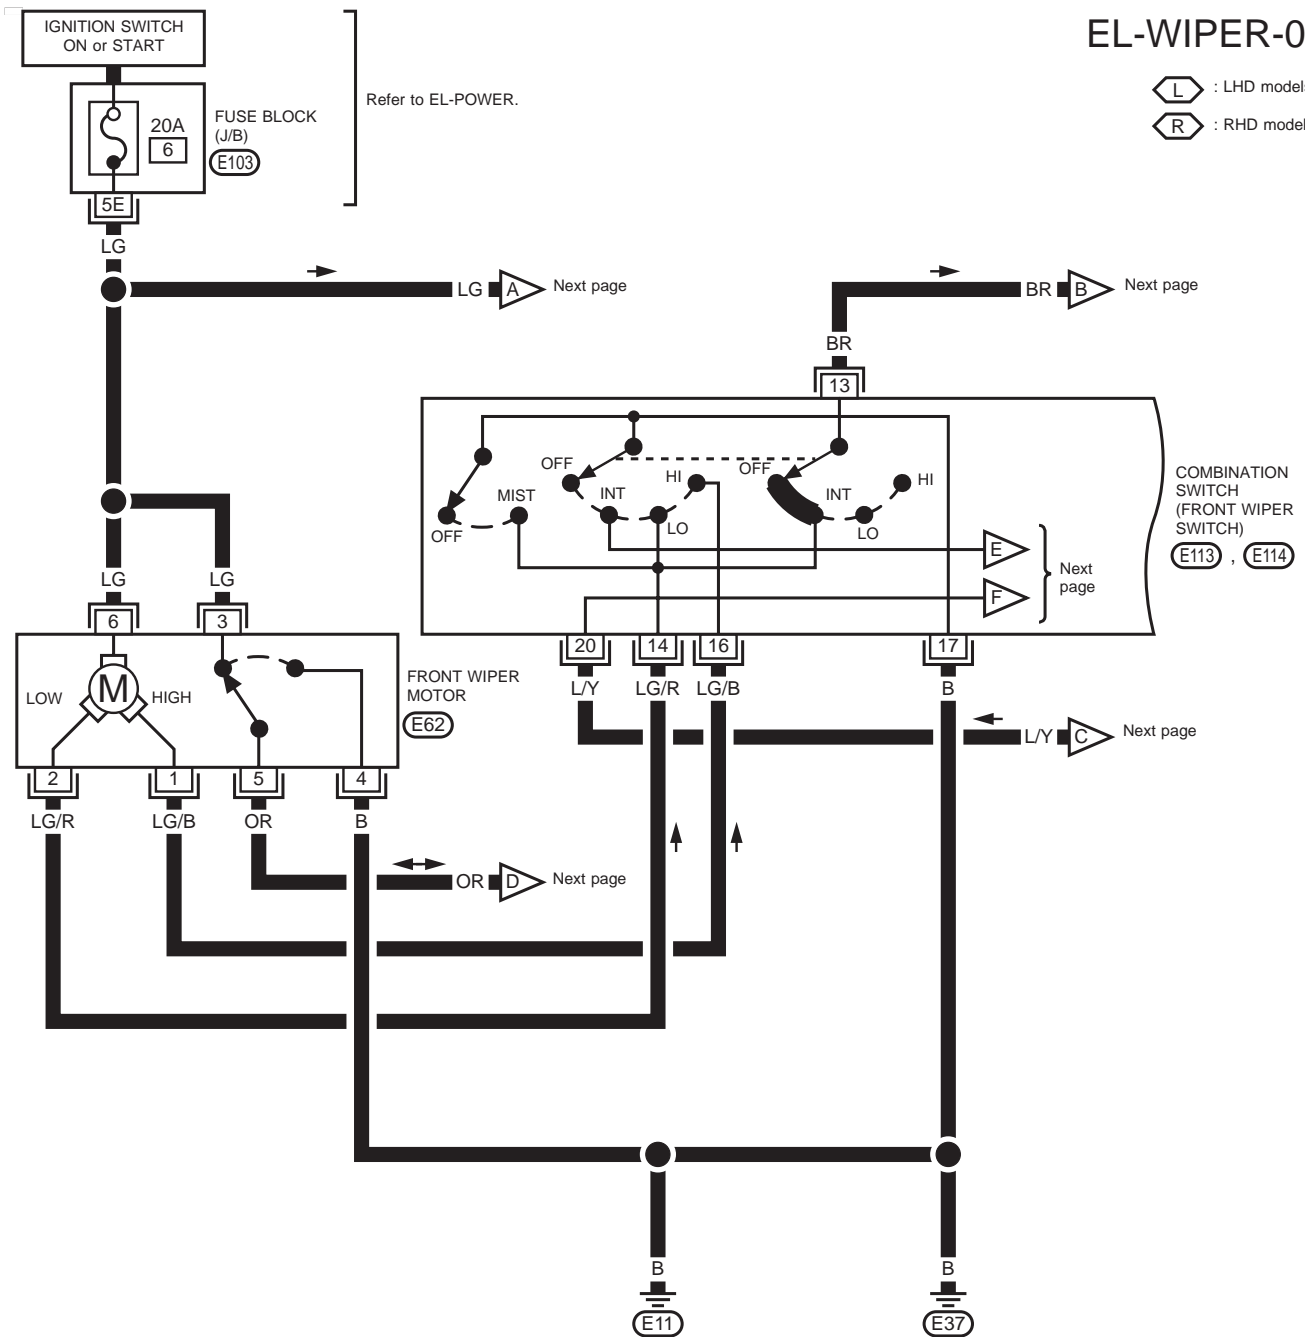 EL-WIPER-0
IGNITION SWITCH
ON or START
Refer to EL-POWER.
L : LHD models
R : RHD model
20A
6
FUSE BLOCK
(J/B)
E103
5E
LG
LG A Next page
BR B Next page
BR
13
OFF
MIST
OFF
INT
LO
HI
OFF
INT
LO
HI
E
F
Next
page
COMBINATION
SWITCH
(FRONT WIPER
SWITCH)
E113 , E114
LG LG
6 3
20 14 16 17
L/Y LG/R LG/B B
LOW
M
HIGH
FRONT WIPER
MOTOR
E62
L/Y C Next page
2 1 5 4
LG/R LG/B OR B
OR D Next page
B B
E11 E37